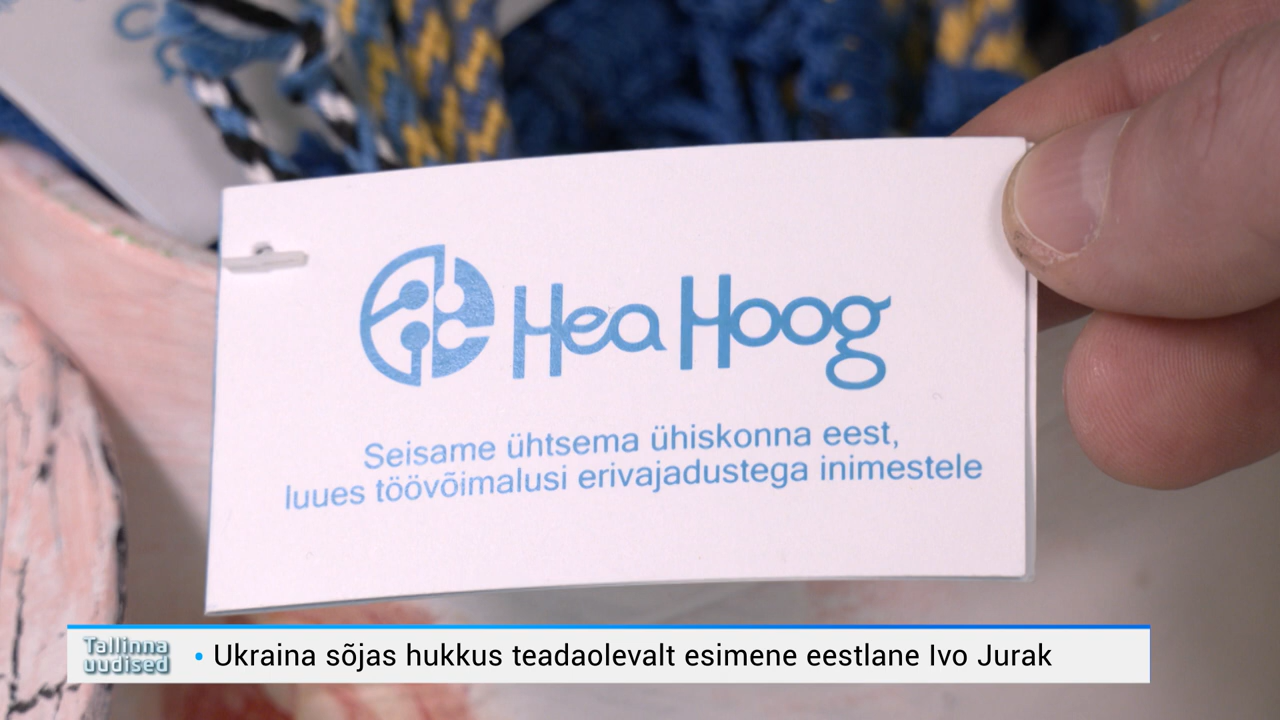 Hea Hoog
Seisame ühtsema ühiskonna eest,
luues töövõimalusi erivajadustega inimestele
Tallinna
uudised
• Ukraina sõjas hukkus teadaolevalt esimene eestlane Ivo Jurak